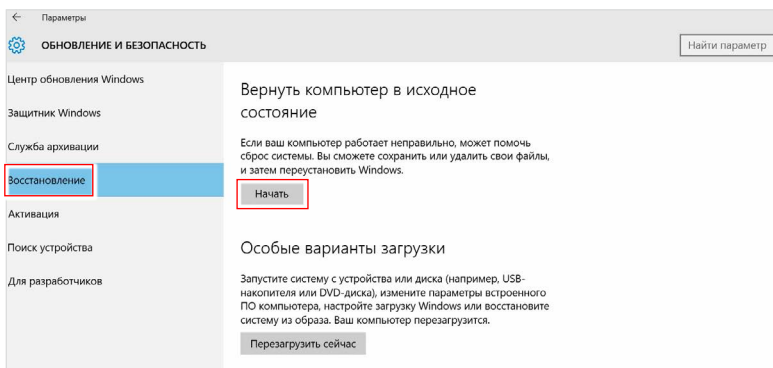 Параметры
ОБНОВЛЕНИЕ И БЕЗОПАСНОСТЬ
Найти параметр
Центр обновления Windows
Защитник Windows
Служба архивации
Восстановление
Активация
Поиск устройства
Для разработчиков
Вернуть компьютер в исходное
состояние
Если ваш компьютер работает неправильно, может помочь
сброс системы. Вы сможете сохранить или удалить свои файлы,
и затем переустановить Windows.
Начать
Особые варианты загрузки
Запустите систему с устройства или диска (например, USB-
накопителя или DVD-диска), измените параметры встроенного
ПО компьютера, настройте загрузку Windows или восстановите
систему из образа. Ваш компьютер перезагрузится.
Перезагрузить сейчас